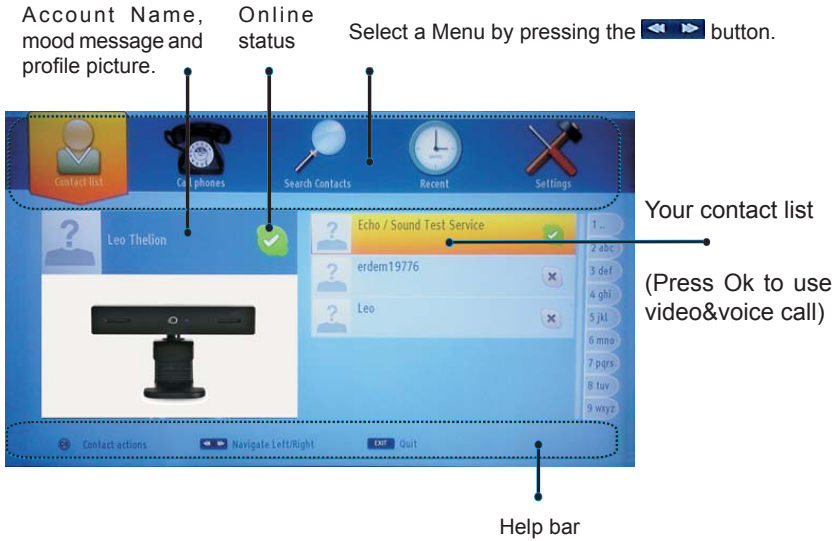 Account Name,
mood message and
profile picture.
Online
status
Select a Menu by pressing the button.
Contact list
Call phones
Search Contacts
Recent
Settings
Leo Thelion
Echo / Sound Test Service
erdem19776
Leo
1 ..
2 abc
3 def
4 ghi
5 jkl
6 mno
7 pqrs
8 tuv
9 wxyz
Your contact list
(Press Ok to use
video&voice call)
OK Contact actions
Navigate Left/Right
EXIT Quit
Help bar